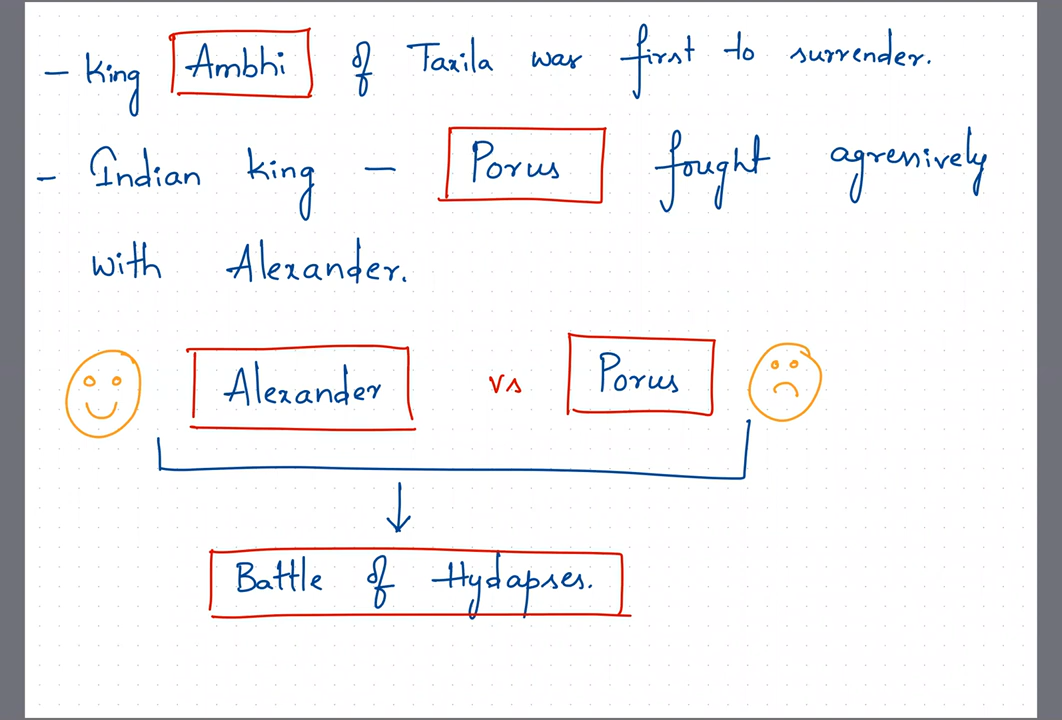 - King Ambhi of Taxila was first to surrender.
- Indian king - Porus fought agressively
with Alexander.
Alexander vs Porus
Battle of Hydapses.